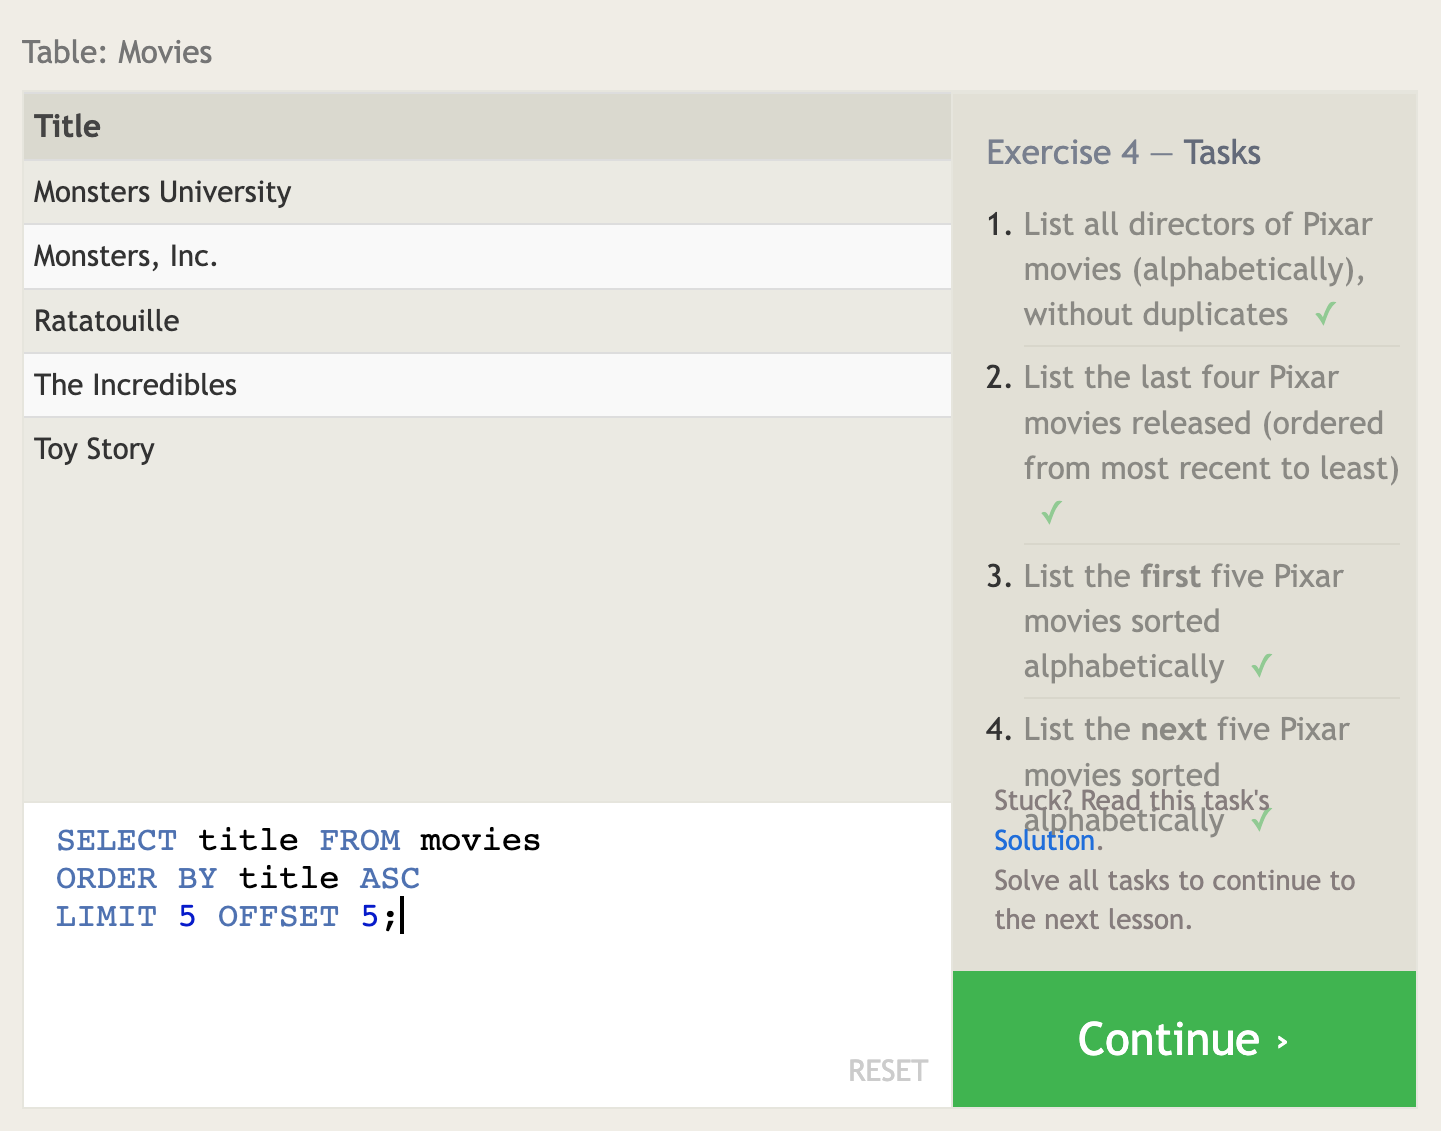 Table: Movies
Title
Monsters University
Monsters, Inc.
Ratatouille
The Incredibles
Toy Story
SELECT title FROM movies
ORDER BY title ASC
LIMIT 5 OFFSET 5;
RESET
Exercise 4 — Tasks
1. List all directors of Pixar
movies (alphabetically),
without duplicates ✓
2. List the last four Pixar
movies released (ordered
from most recent to least)
✓
3. List the first five Pixar
movies sorted
alphabetically ✓
4. List the next five Pixar
movies sorted
alphabetically ✓
Stuck? Read this task's
Solution.
Solve all tasks to continue to
the next lesson.
Continue ›